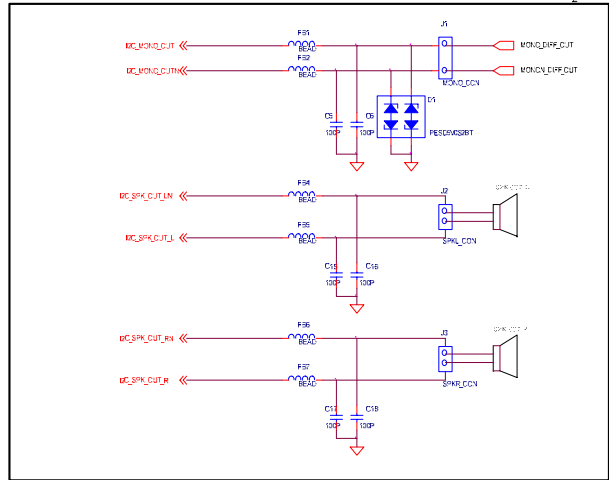 FB1
J1
I2C_MONO_OUT
MONO_DIFF_OUT
BEAD
FB2
I2C_MONO_OUTN
MONON_DIFF_OUT
BEAD
MONO_CON
D1
C5
C6
100P
100P
PESD5V0S2BT
FB4
J2
I2C_SPK_OUT_LN
BEAD
FB5
I2C_SPK_OUT_L
SPKL_CON
BEAD
C15
C16
100P
100P
FB6
J3
I2C_SPK_OUT_RN
BEAD
FB7
I2C_SPK_OUT_R
SPKR_CON
BEAD
C17
C18
100P
100P